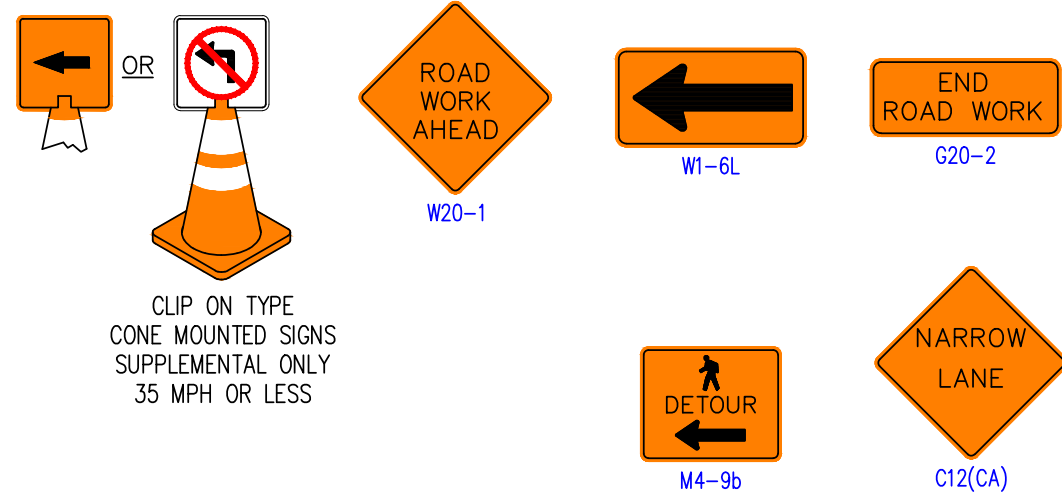 OR
CLIP ON TYPE
CONE MOUNTED SIGNS
SUPPLEMENTAL ONLY
35 MPH OR LESS
ROAD
WORK
AHEAD
W20-1
W1-6L
END
ROAD WORK
G20-2
DETOUR
M4-9b
NARROW
LANE
C12(CA)